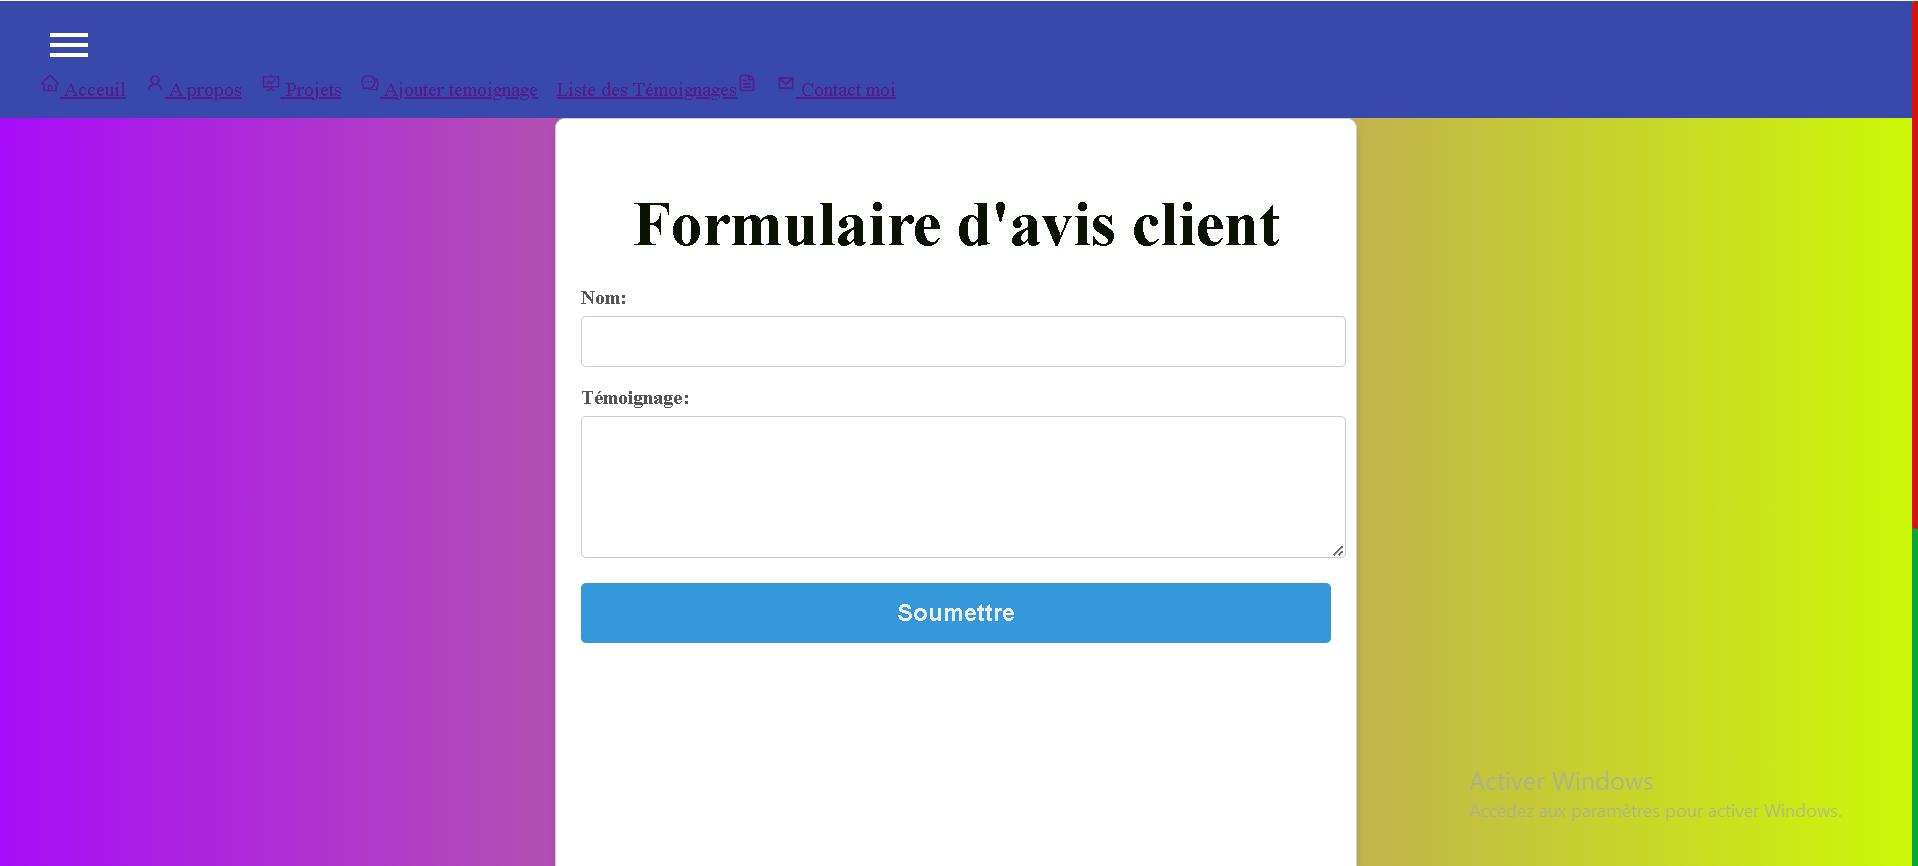 Acceuil A propos Projets Ajouter temoignage Liste des Témoignages Contact moi
Formulaire d'avis client
Nom:
Témoignage:
Soumettre
Activer Windows
Accédez aux paramètres pour activer Windows.